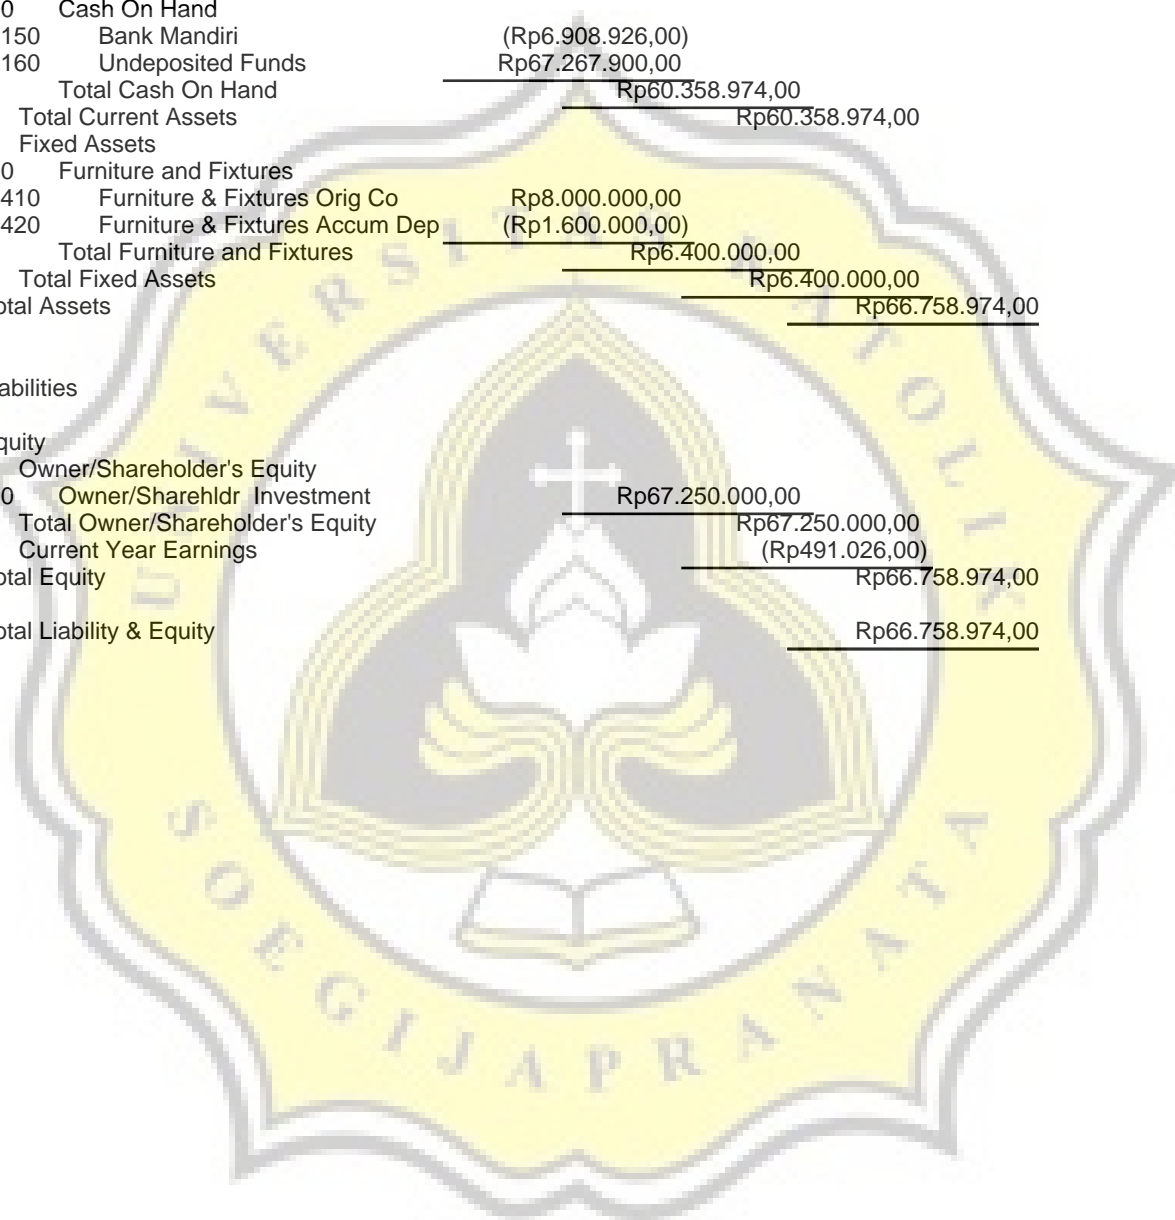 0 Cash On Hand
150 Bank Mandiri (Rp6.908.926,00)
160 Undeposited Funds Rp67.267.900,00
Total Cash On Hand Rp60.358.974,00
Total Current Assets Rp60.358.974,00
Fixed Assets
0 Furniture and Fixtures
410 Furniture & Fixtures Orig Co Rp8.000.000,00
420 Furniture & Fixtures Accum Dep (Rp1.600.000,00)
Total Furniture and Fixtures Rp6.400.000,00
Total Fixed Assets Rp6.400.000,00
otal Assets Rp66.758.974,00
abilities
quity
Owner/Shareholder's Equity
0 Owner/Sharehldr Investment Rp67.250.000,00
Total Owner/Shareholder's Equity Rp67.250.000,00
Current Year Earnings (Rp491.026,00)
otal Equity Rp66.758.974,00
otal Liability & Equity Rp66.758.974,00
UNIVERSITAS KATOLIK
SOEGIJAPRANATA